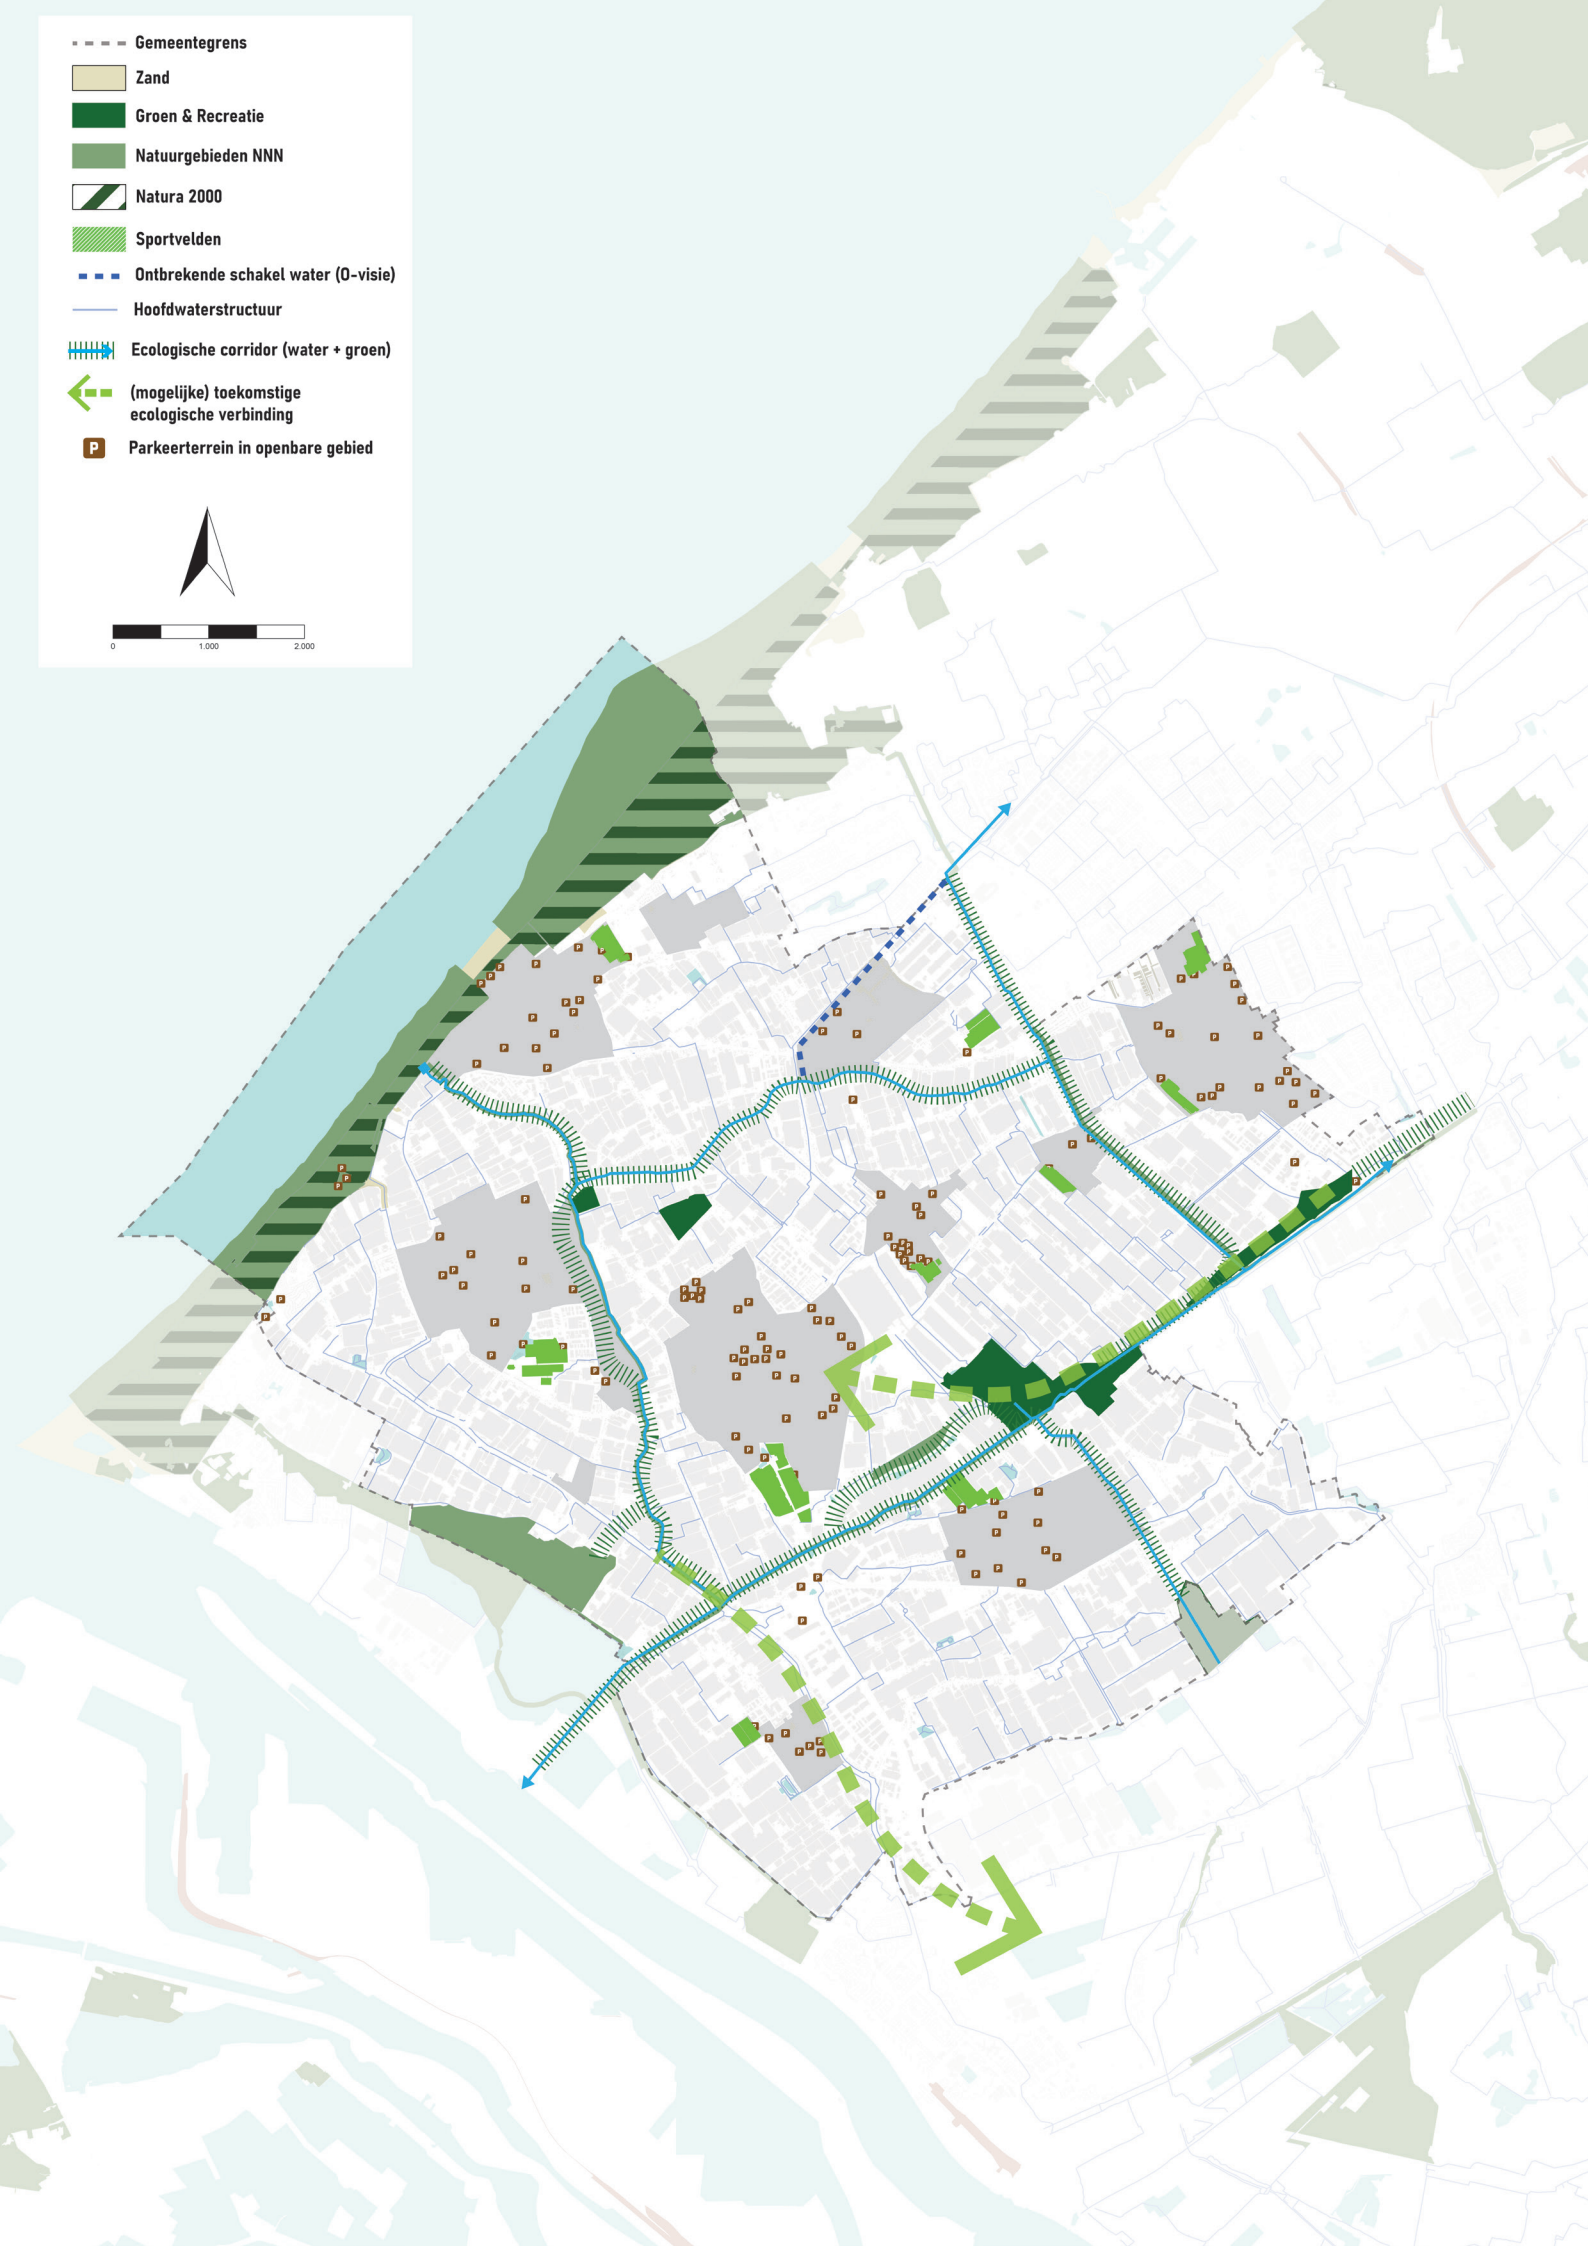 Gemeentegrens
Zand
Groen & Recreatie
Natuurgebieden NNN
Natura 2000
Sportvelden
Ontbrekende schakel water (O-visie)
Hoofdwaterstructuur
Ecologische corridor (water + groen)
(mogelijke) toekomstige
ecologische verbinding
P Parkeerterrein in openbare gebied
0 1.000 2.000